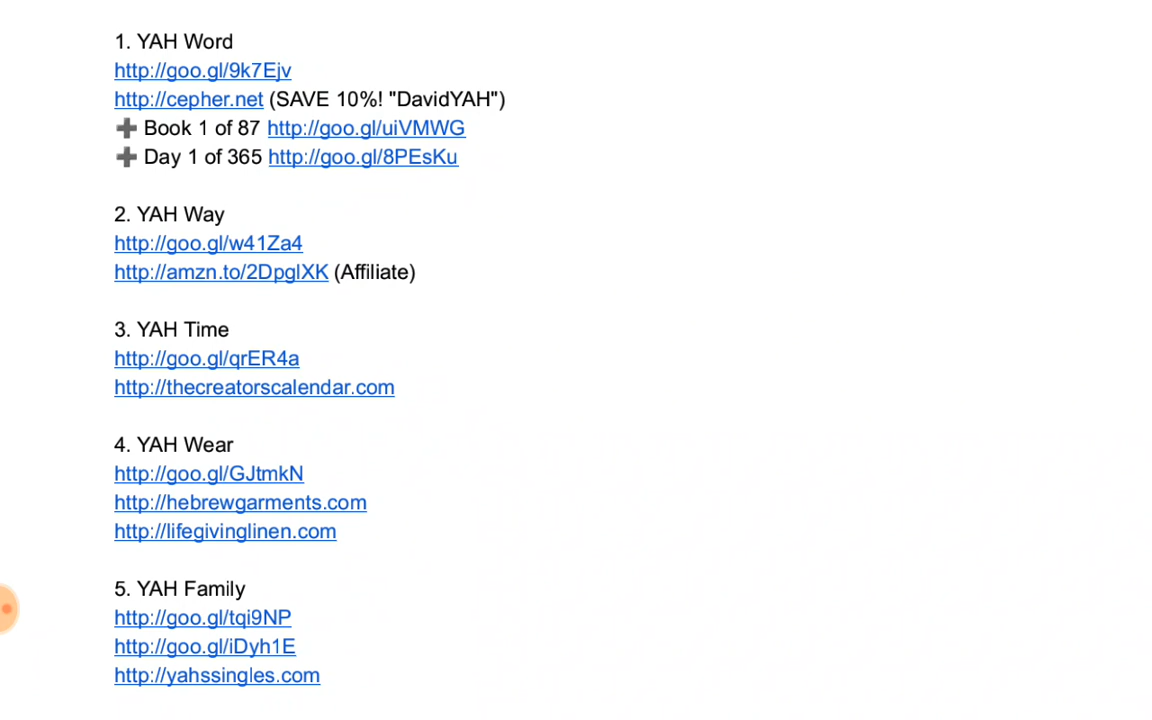 1. YAH Word
http://goo.gl/9k7Ejv
http://cepher.net (SAVE 10%! "DavidYAH")
➕ Book 1 of 87 http://goo.gl/uiVMWG
➕ Day 1 of 365 http://goo.gl/8PEsKu
2. YAH Way
http://goo.gl/w41Za4
http://amzn.to/2DpglXK (Affiliate)
3. YAH Time
http://goo.gl/qrER4a
http://thecreatorscalendar.com
4. YAH Wear
http://goo.gl/GJtmkN
http://hebrewgarments.com
http://lifegivinglinen.com
5. YAH Family
http://goo.gl/tqi9NP
http://goo.gl/iDyh1E
http://yahssingles.com